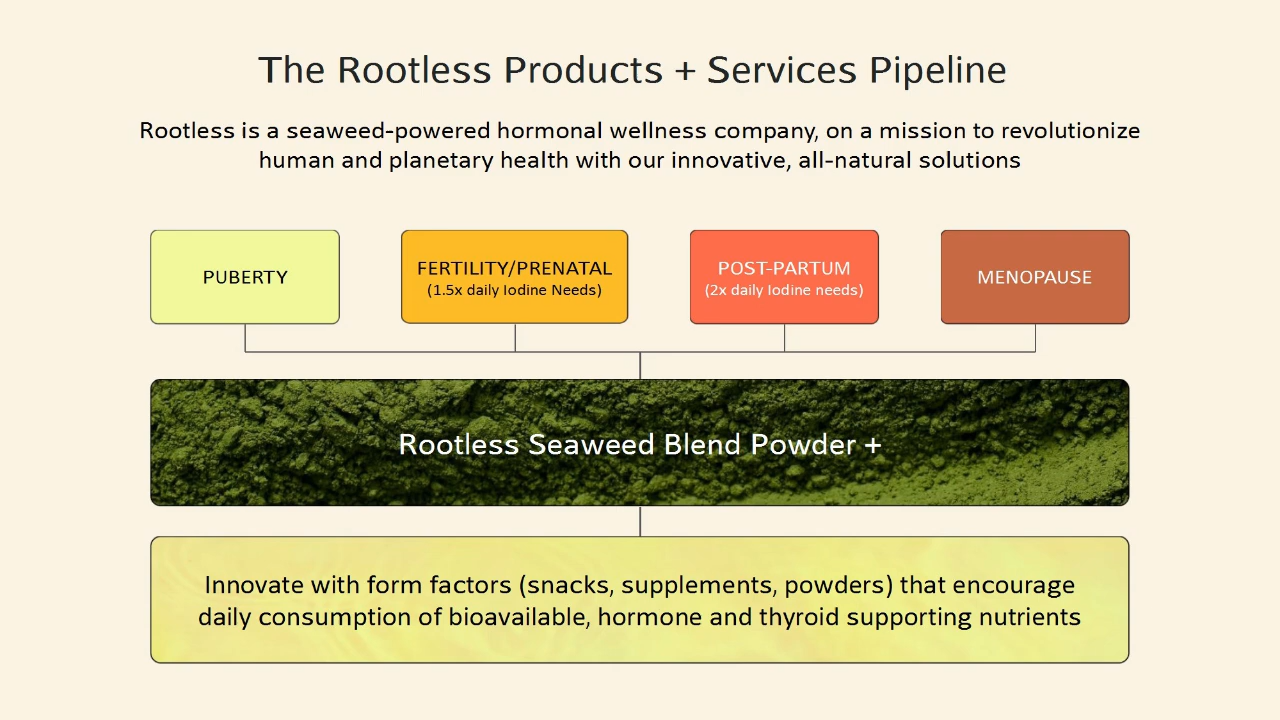 The Rootless Products + Services Pipeline
Rootless is a seaweed-powered hormonal wellness company, on a mission to revolutionize
human and planetary health with our innovative, all-natural solutions
PUBERTY
FERTILITY/PRENATAL
(1.5x daily Iodine Needs)
POST-PARTUM
(2x daily Iodine needs)
MENOPAUSE
Rootless Seaweed Blend Powder +
Innovate with form factors (snacks, supplements, powders) that encourage
daily consumption of bioavailable, hormone and thyroid supporting nutrients